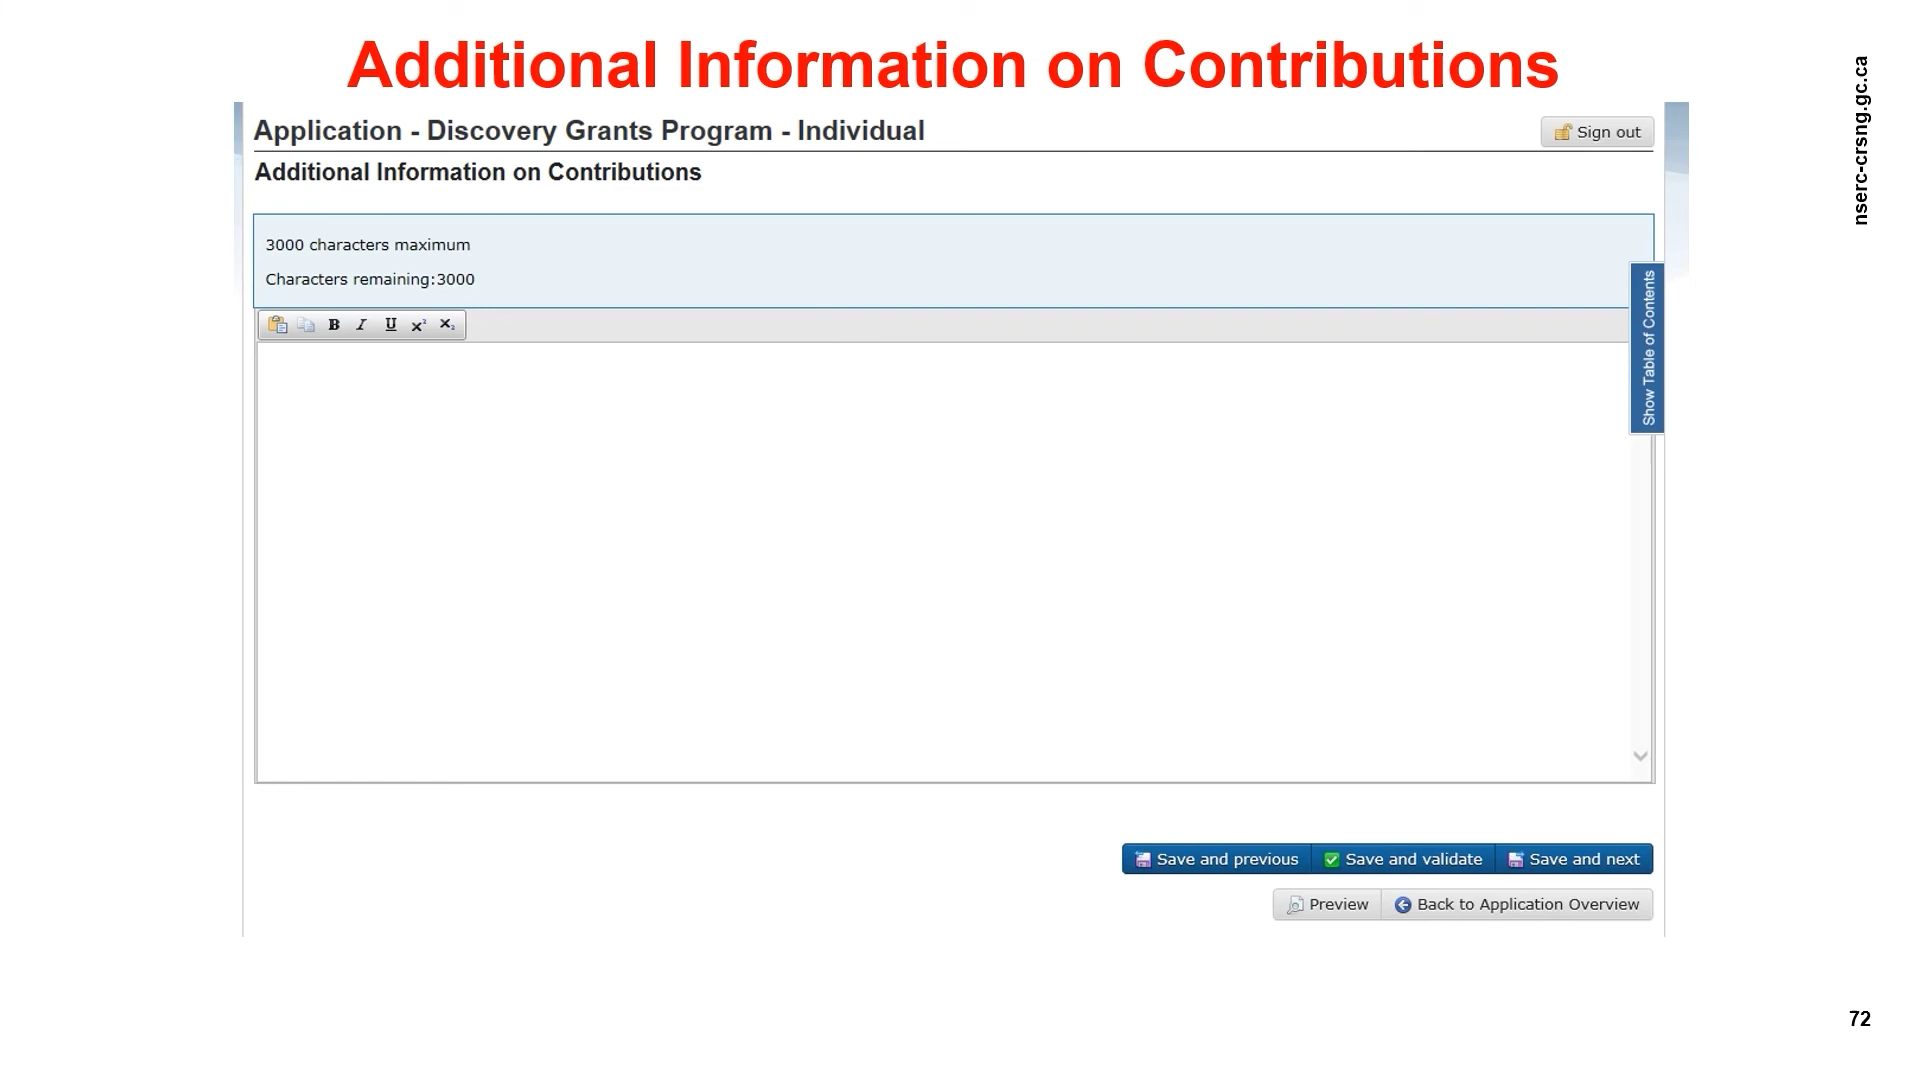 Additional Information on Contributions
nserc-crsng.gc.ca
Application - Discovery Grants Program - Individual
Sign out
Additional Information on Contributions
3000 characters maximum
Characters remaining:3000
Show Table of Contents
B I U x² x₂
Save and previous
Save and validate
Save and next
Preview
Back to Application Overview
72